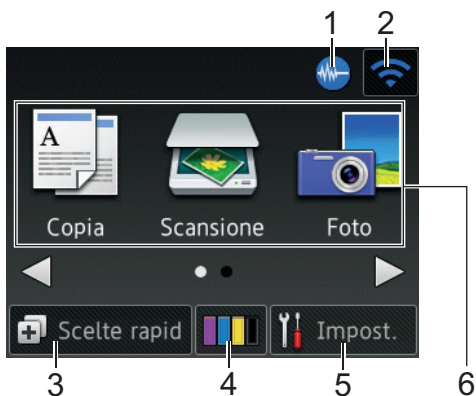 1 2
A
Copia Scansione Foto
Scelte rapid Impost.
3 4 5 6